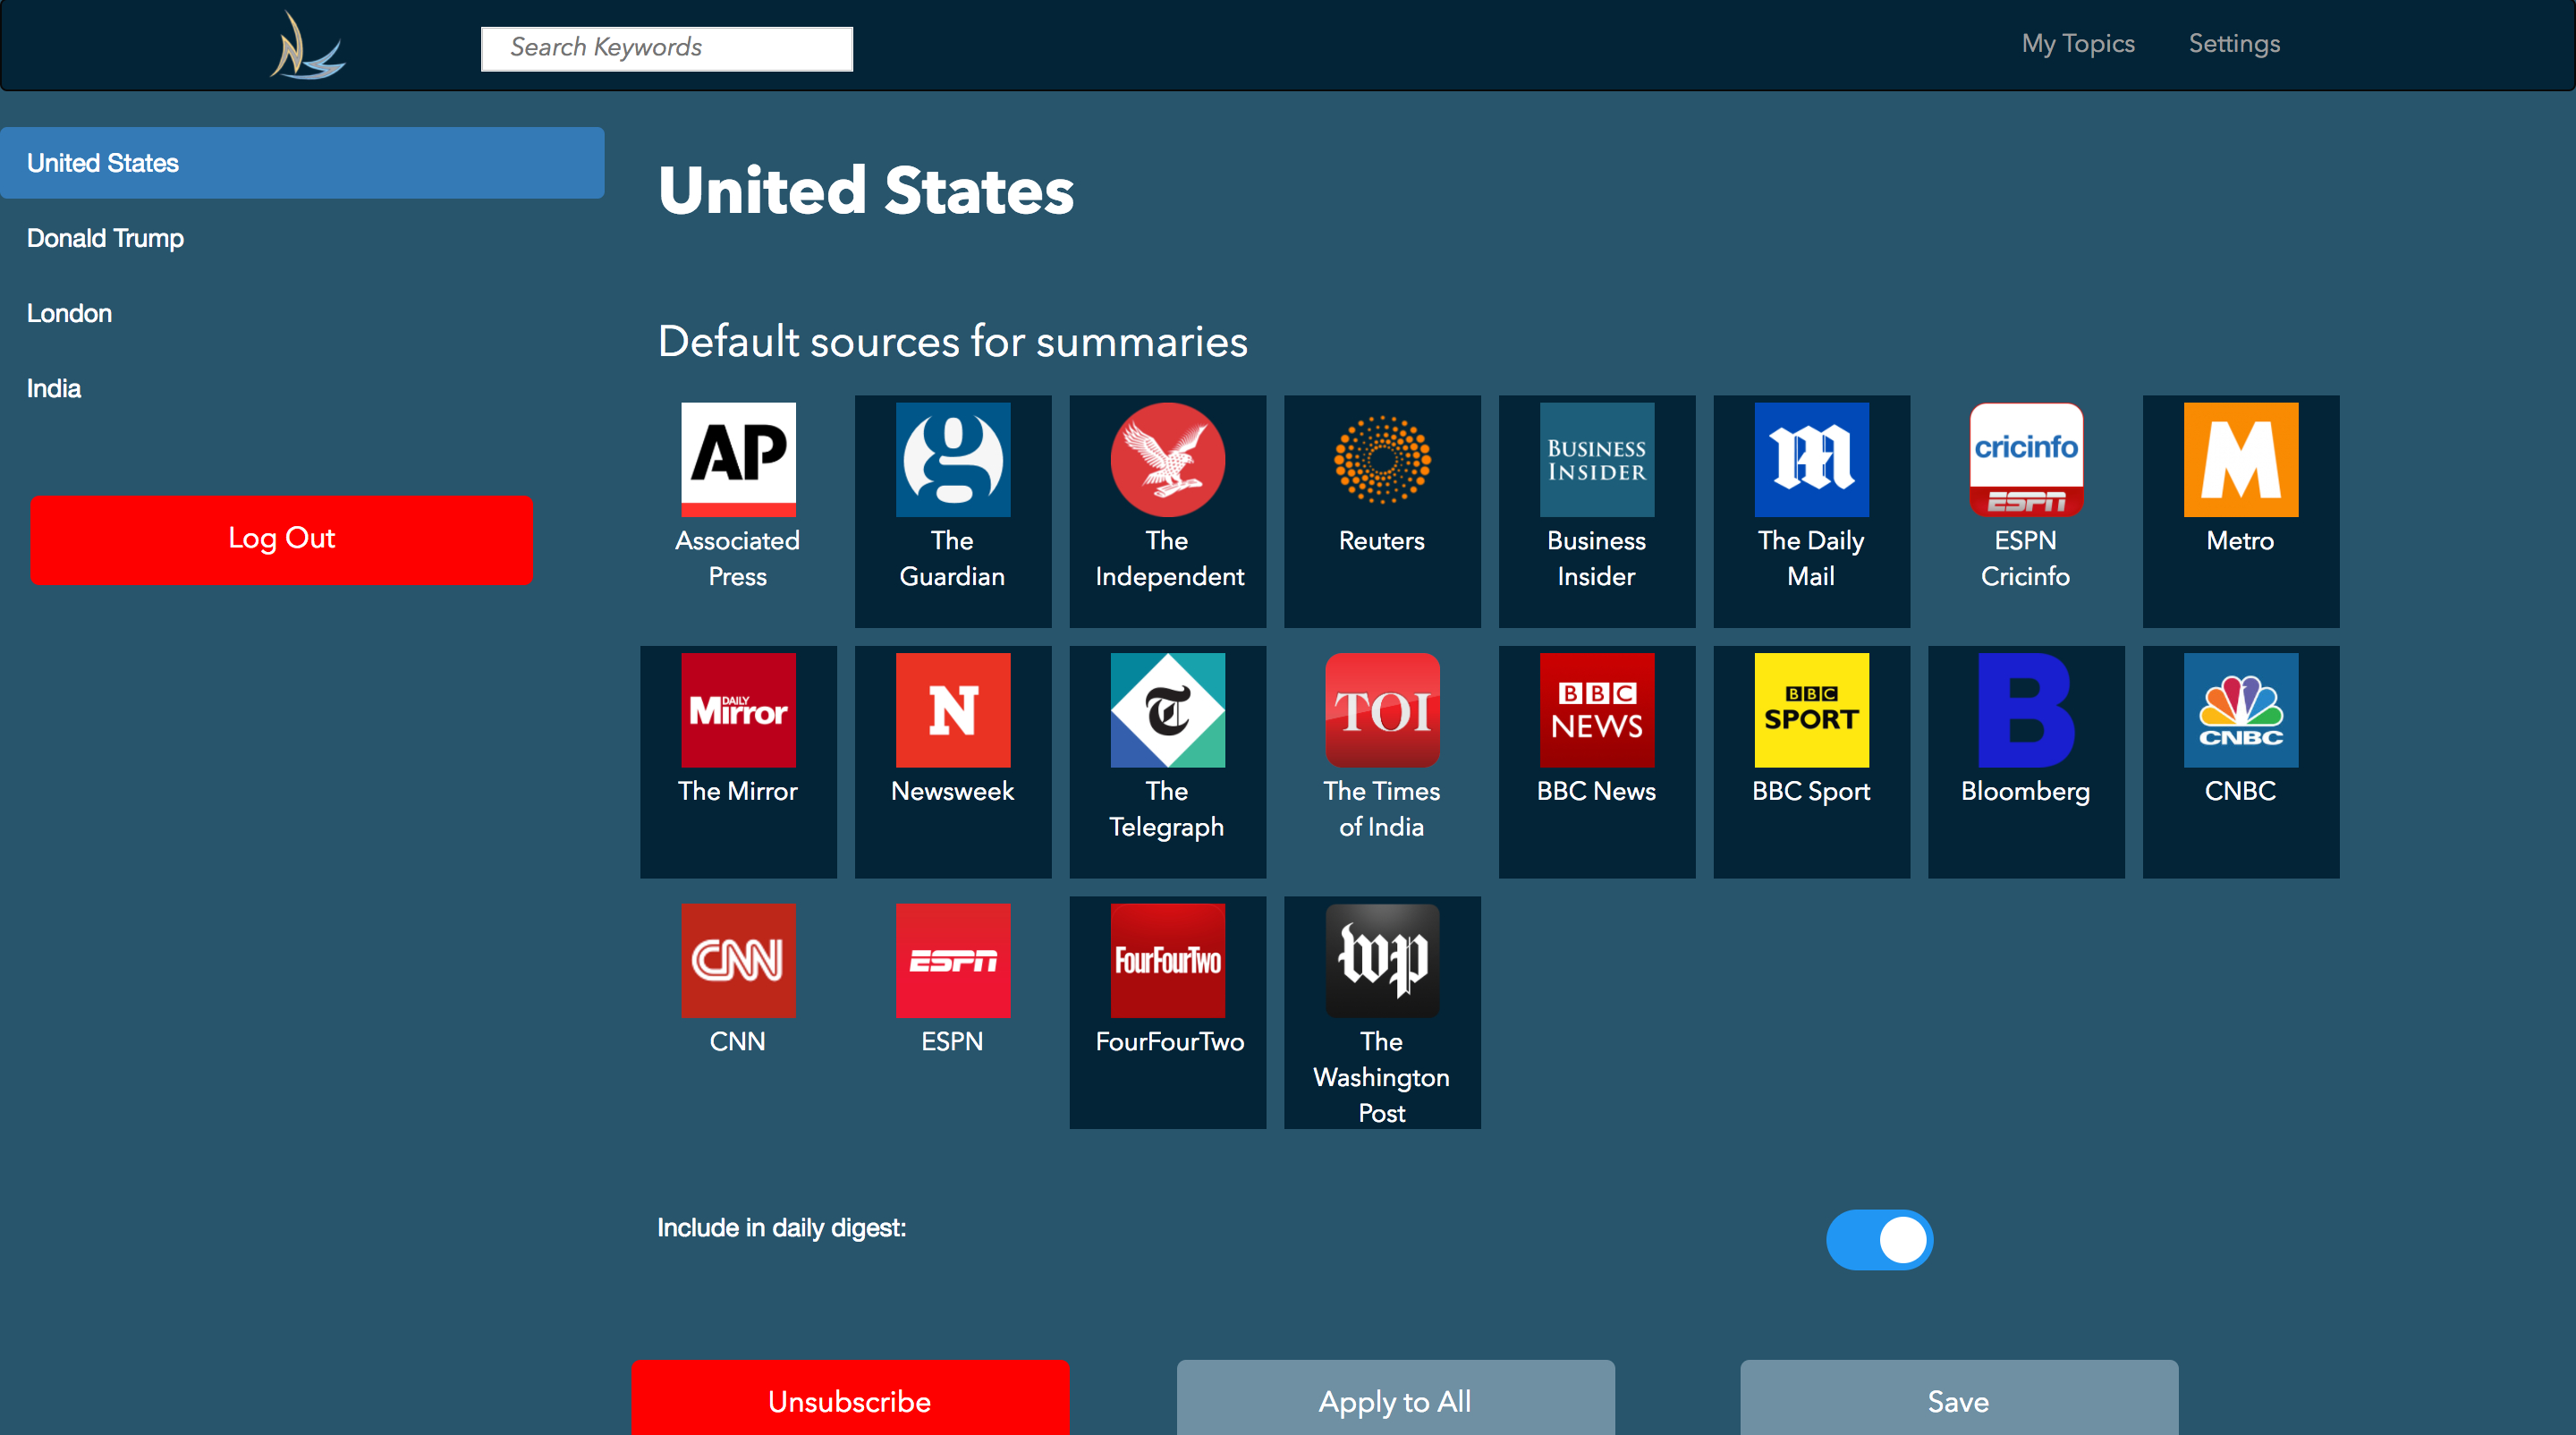 Search Keywords
My Topics
Settings
United States
Donald Trump
London
India
Log Out
United States
Default sources for summaries
AP
Associated
Press
g
The
Guardian
The
Independent
Reuters
BUSINESS
INSIDER
Business
Insider
M
The Daily
Mail
cricinfo
ESPN
ESPN
Cricinfo
M
Metro
DAILY
Mirror
The Mirror
N
Newsweek
T
The
Telegraph
TOI
The Times
of India
BBC
NEWS
BBC News
BBC
SPORT
BBC Sport
B
Bloomberg
CNBC
CNBC
CNN
CNN
ESPN
ESPN
FourFourTwo
FourFourTwo
wp
The
Washington
Post
Include in daily digest:
Unsubscribe
Apply to All
Save